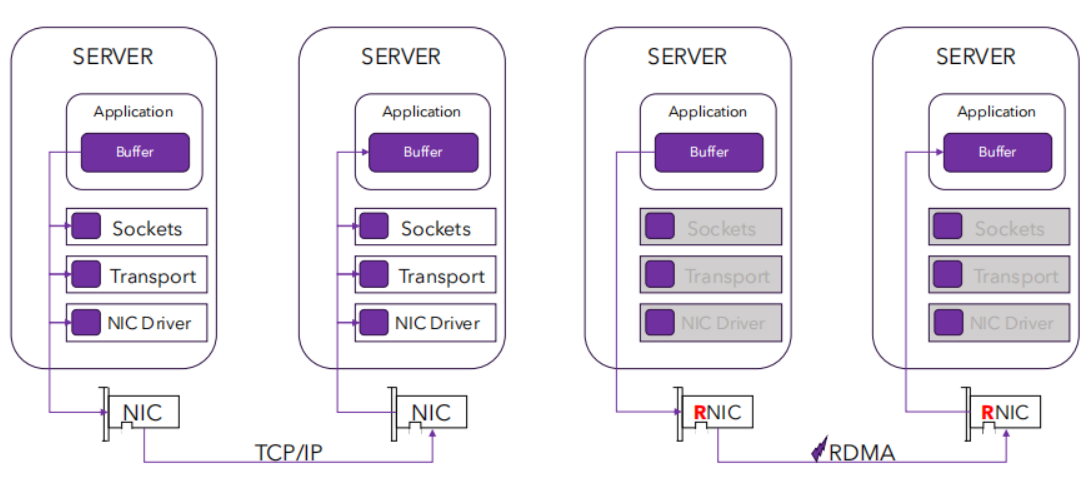 SERVER
Application
Buffer
Sockets
Transport
NIC Driver
NIC
SERVER
Application
Buffer
Sockets
Transport
NIC Driver
NIC
TCP/IP
SERVER
Application
Buffer
Sockets
Transport
NIC Driver
RNIC
SERVER
Application
Buffer
Sockets
Transport
NIC Driver
RNIC
RDMA